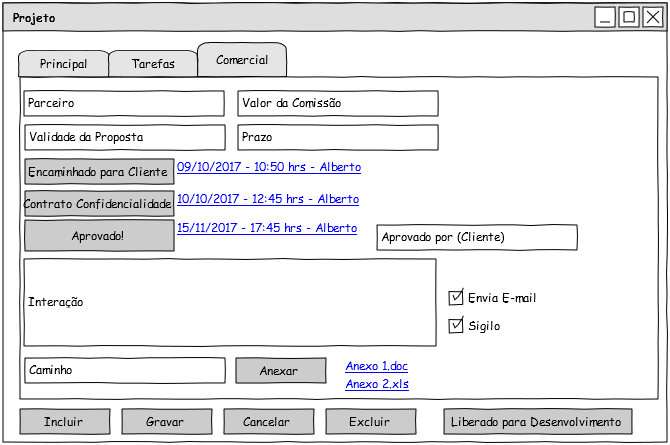 Projeto
Principal
Tarefas
Comercial
Parceiro
Valor da Comissão
Validade da Proposta
Prazo
Encaminhado para Cliente
09/10/2017 - 10:50 hrs - Alberto
Contrato Confidencialidade
10/10/2017 - 12:45 hrs - Alberto
Aprovado!
15/11/2017 - 17:45 hrs - Alberto
Aprovado por (Cliente)
Interação
Envia E-mail
Sigilo
Caminho
Anexar
Anexo 1.doc
Anexo 2.xls
Incluir
Gravar
Cancelar
Excluir
Liberado para Desenvolvimento